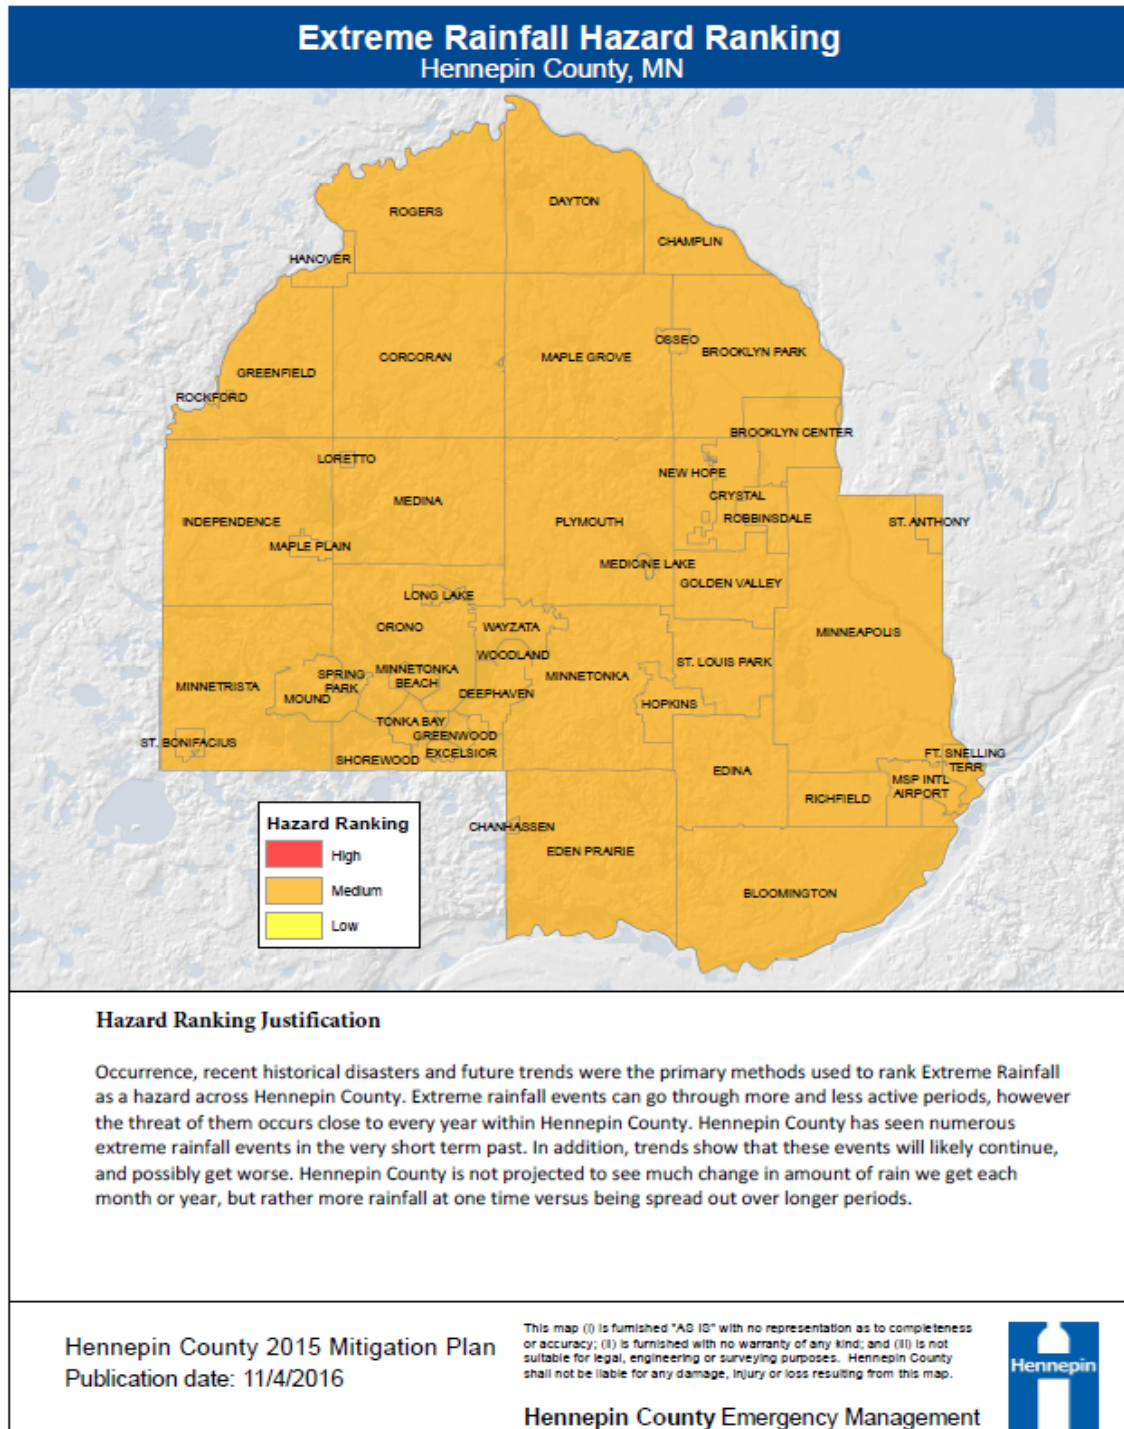 Extreme Rainfall Hazard Ranking
Hennepin County, MN
DAYTON
ROGERS
CHAMPLIN
HANOVER
OSSEO
BROOKLYN PARK
CORCORAN
MAPLE GROVE
GREENFIELD
ROCKFORD
BROOKLYN CENTER
LORETTO
NEW HOPE
MEDINA
CRYSTAL
ROBBINSDALE
INDEPENDENCE
PLYMOUTH
ST. ANTHONY
MAPLE PLAIN
MEDICINE LAKE
GOLDEN VALLEY
LONG LAKE
ORONO
WAYZATA
MINNEAPOLIS
WOODLAND
ST. LOUIS PARK
MINNETRISTA
SPRING
PARK
MINNETONKA
BEACH
MINNETONKA
MOUND
DEEPHAVEN
HOPKINS
TONKA BAY
GREENWOOD
ST. BONIFACIUS
EXCELSIOR
SHOREWOOD
FT. SNELLING
TERR
EDINA
MSP INTL
AIRPORT
RICHFIELD
CHANHASSEN
EDEN PRAIRIE
BLOOMINGTON
Hazard Ranking
High
Medium
Low
Hazard Ranking Justification
Occurrence, recent historical disasters and future trends were the primary methods used to rank Extreme Rainfall
as a hazard across Hennepin County. Extreme rainfall events can go through more and less active periods, however
the threat of them occurs close to every year within Hennepin County. Hennepin County has seen numerous
extreme rainfall events in the very short term past. In addition, trends show that these events will likely continue,
and possibly get worse. Hennepin County is not projected to see much change in amount of rain we get each
month or year, but rather more rainfall at one time versus being spread out over longer periods.
Hennepin County 2015 Mitigation Plan
Publication date: 11/4/2016
This map (i) is furnished "AS IS" with no representation as to completeness
or accuracy; (ii) is furnished with no warranty of any kind; and (iii) is not
suitable for legal, engineering or surveying purposes. Hennepin County
shall not be liable for any damage, injury or loss resulting from this map.
Hennepin County Emergency Management
Hennepin